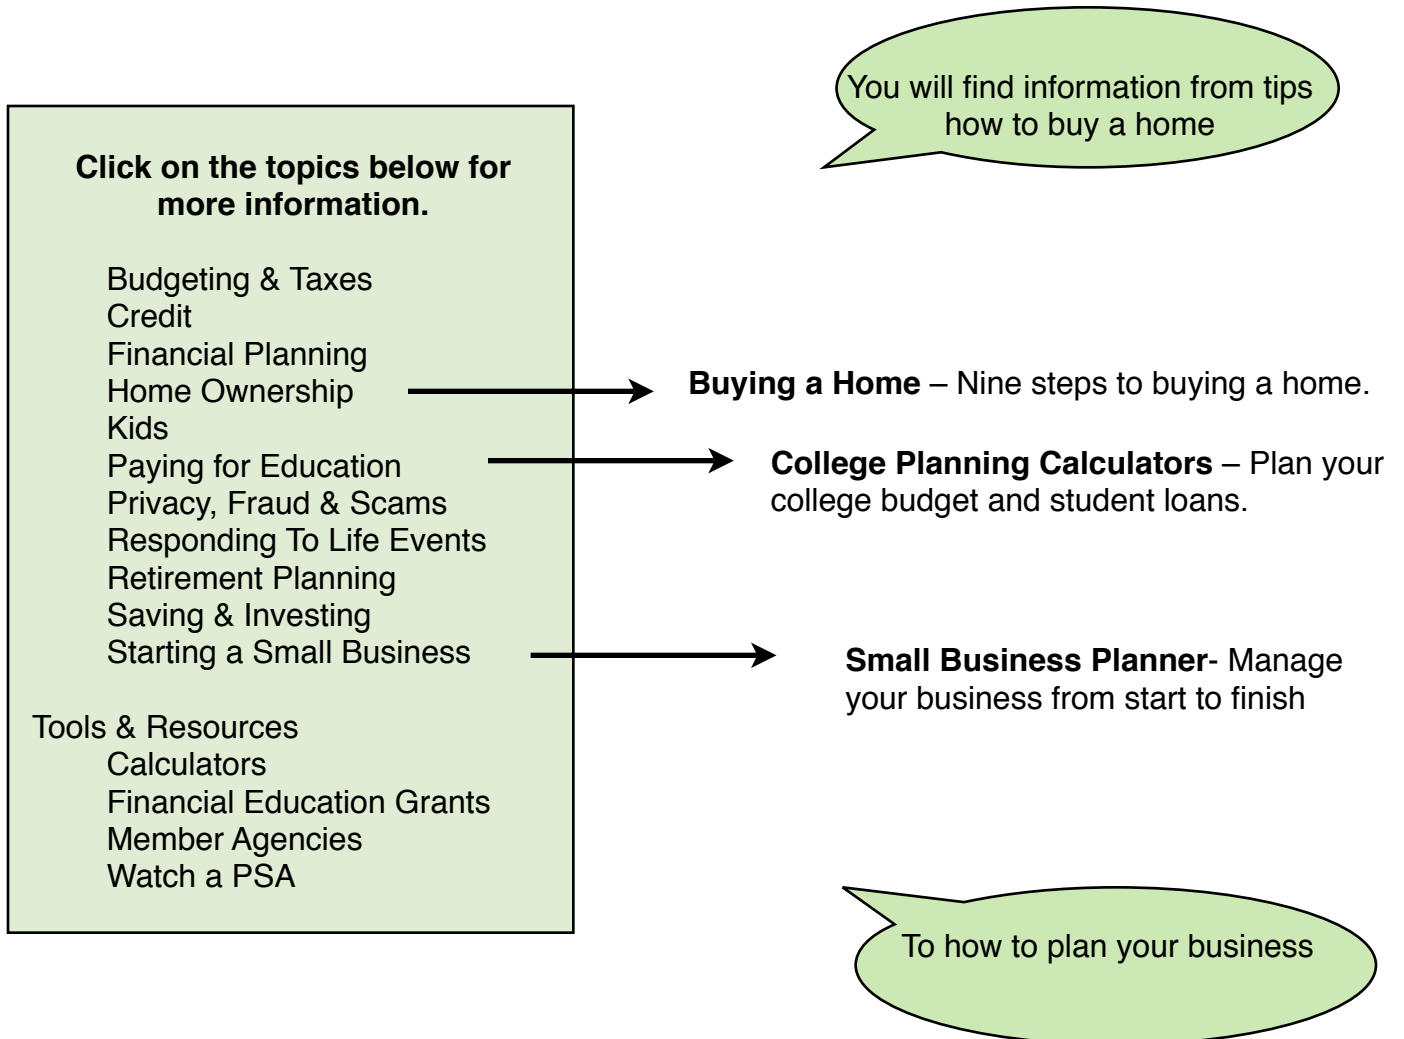 You will find information from tips
how to buy a home
Click on the topics below for
more information.
Budgeting & Taxes
Credit
Financial Planning
Home Ownership
Kids
Paying for Education
Privacy, Fraud & Scams
Responding To Life Events
Retirement Planning
Saving & Investing
Starting a Small Business
Tools & Resources
Calculators
Financial Education Grants
Member Agencies
Watch a PSA
Buying a Home – Nine steps to buying a home.
College Planning Calculators – Plan your
college budget and student loans.
Small Business Planner- Manage
your business from start to finish
To how to plan your business